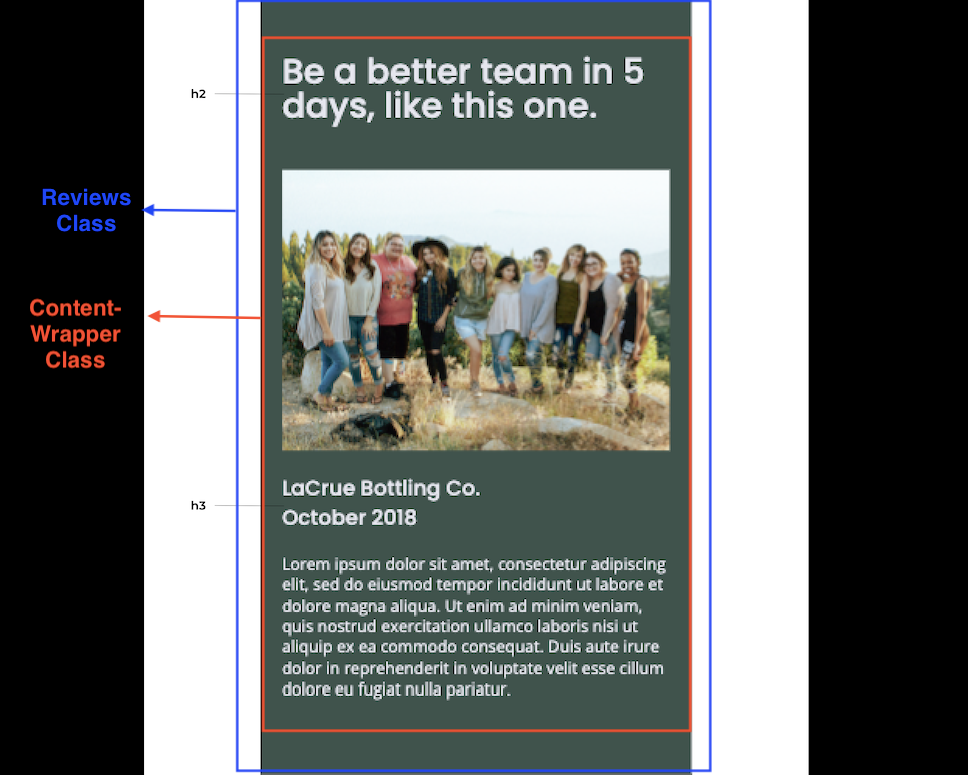 Be a better team in 5
days, like this one.
h2
Reviews
Class
Content-
Wrapper
Class
LaCrue Bottling Co.
October 2018
h3
Lorem ipsum dolor sit amet, consectetur adipiscing
elit, sed do eiusmod tempor incididunt ut labore et
dolore magna aliqua. Ut enim ad minim veniam,
quis nostrud exercitation ullamco laboris nisi ut
aliquip ex ea commodo consequat. Duis aute irure
dolor in reprehenderit in voluptate velit esse cillum
dolore eu fugiat nulla pariatur.